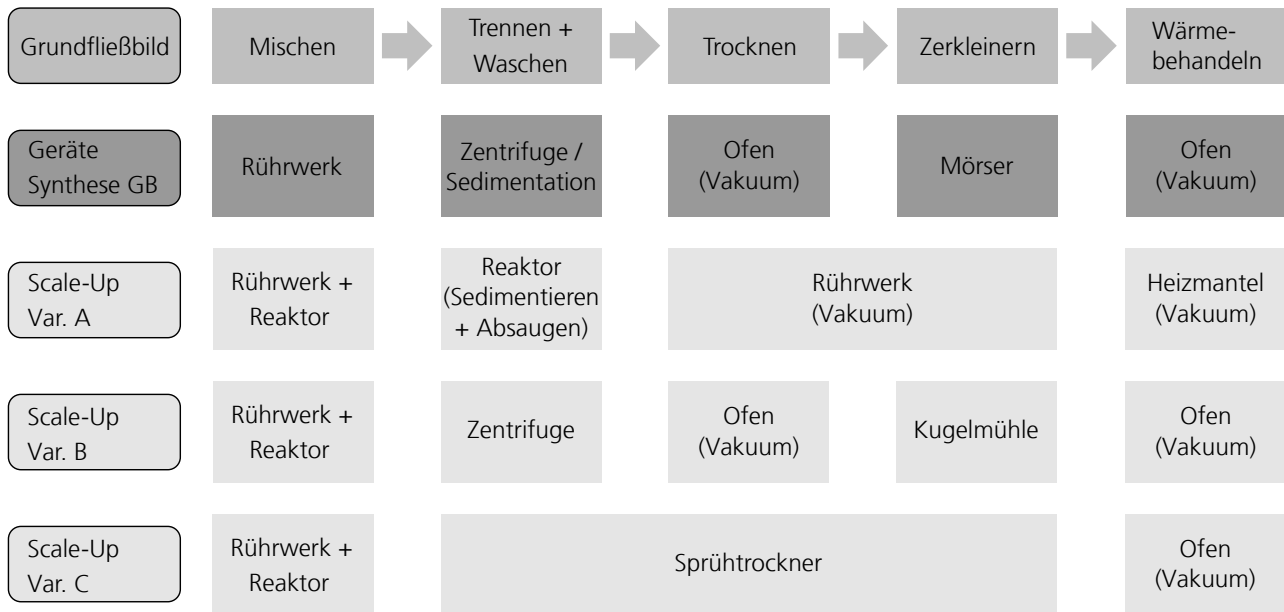 Grundfließbild
Mischen
Trennen +
Waschen
Trocknen
Zerkleinern
Wärme-
behandeln
Geräte
Synthese GB
Rührwerk
Zentrifuge /
Sedimentation
Ofen
(Vakuum)
Mörser
Ofen
(Vakuum)
Scale-Up
Var. A
Rührwerk +
Reaktor
Reaktor
(Sedimentieren
+ Absaugen)
Rührwerk
(Vakuum)
Heizmantel
(Vakuum)
Scale-Up
Var. B
Rührwerk +
Reaktor
Zentrifuge
Ofen
(Vakuum)
Kugelmühle
Ofen
(Vakuum)
Scale-Up
Var. C
Rührwerk +
Reaktor
Sprühtrockner
Ofen
(Vakuum)